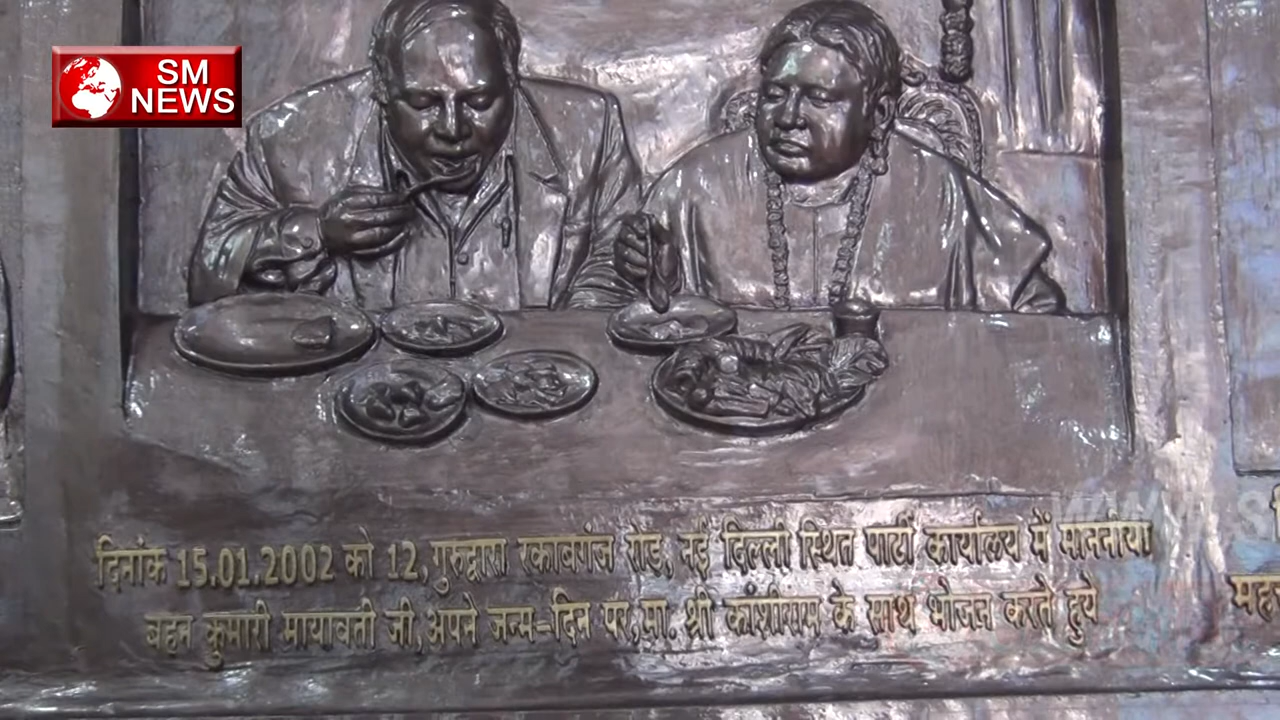 SM
NEWS
दिनांक 15.01.2002 को 12,गुरुद्वारा रकाबगंज रोड, नई दिल्ली स्थित पार्टी कार्यालय में माननीया
बहन कुमारी मायावती जी,अपने जन्म-दिन पर,मा. श्री कांशीराम के साथ भोजन करते हुये